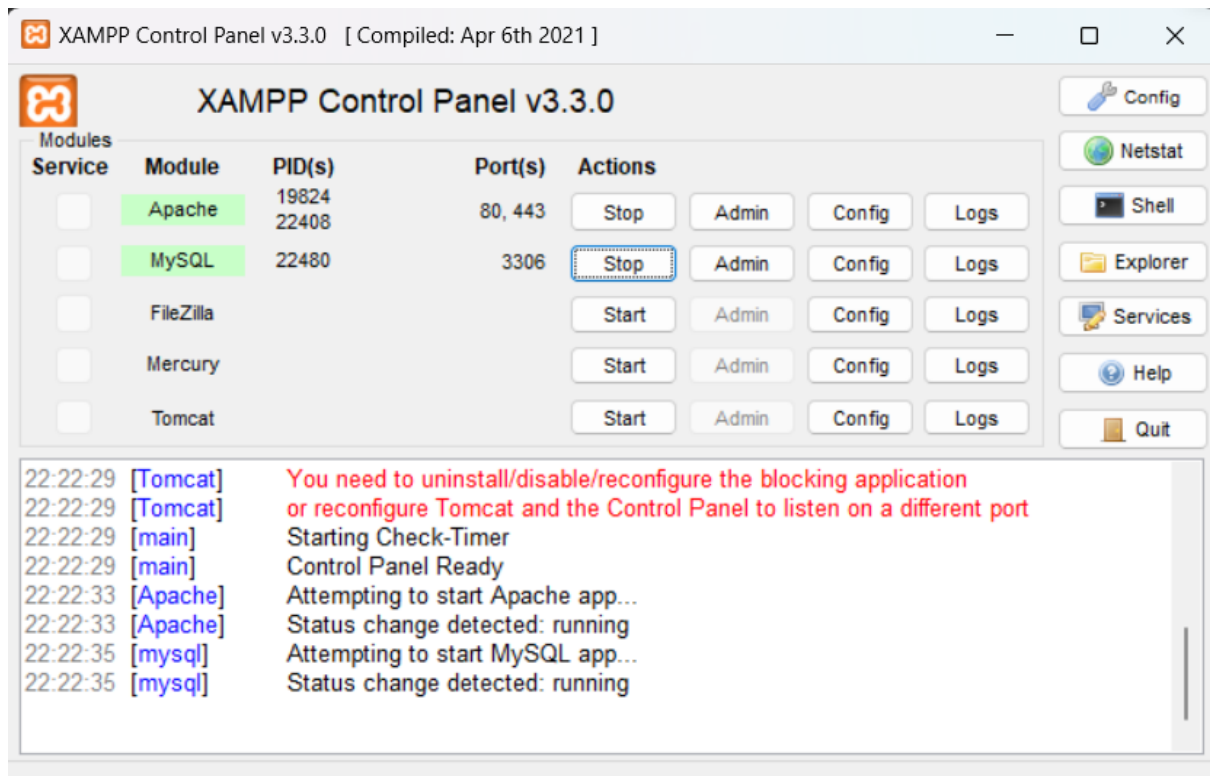 XAMPP Control Panel v3.3.0 [ Compiled: Apr 6th 2021 ]
XAMPP Control Panel v3.3.0
Config
Modules
Netstat
Service Module PID(s) Port(s) Actions
Apache 19824 22408 80, 443 Stop Admin Config Logs
Shell
MySQL 22480 3306 Stop Admin Config Logs
Explorer
FileZilla Start Admin Config Logs
Services
Mercury Start Admin Config Logs
Help
Tomcat Start Admin Config Logs
Quit
22:22:29 [Tomcat] You need to uninstall/disable/reconfigure the blocking application
22:22:29 [Tomcat] or reconfigure Tomcat and the Control Panel to listen on a different port
22:22:29 [main] Starting Check-Timer
22:22:29 [main] Control Panel Ready
22:22:33 [Apache] Attempting to start Apache app...
22:22:33 [Apache] Status change detected: running
22:22:35 [mysql] Attempting to start MySQL app...
22:22:35 [mysql] Status change detected: running